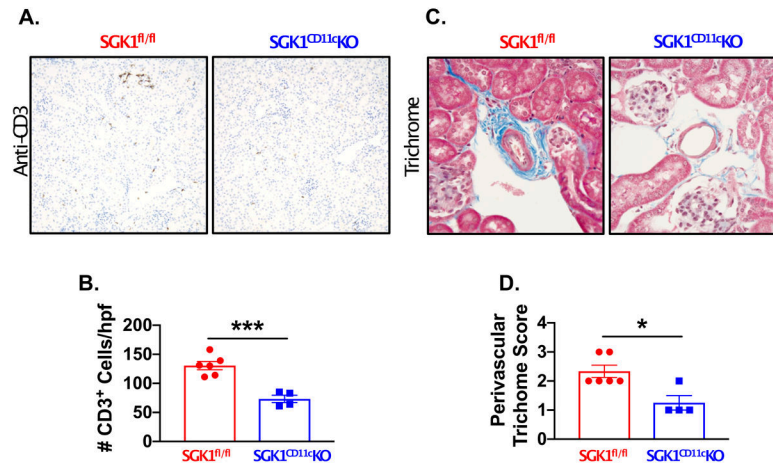 A.
SGK1fl/fl
SGK1CD11cKO
Anti-CD3
C.
SGK1fl/fl
SGK1CD11cKO
Trichrome
B.
***
# CD3+ Cells/hpf
200
150
100
50
0
SGK1fl/fl
SGK1CD11cKO
D.
*
Perivascular
Trichome Score
4
3
2
1
0
SGK1fl/fl
SGK1CD11cKO